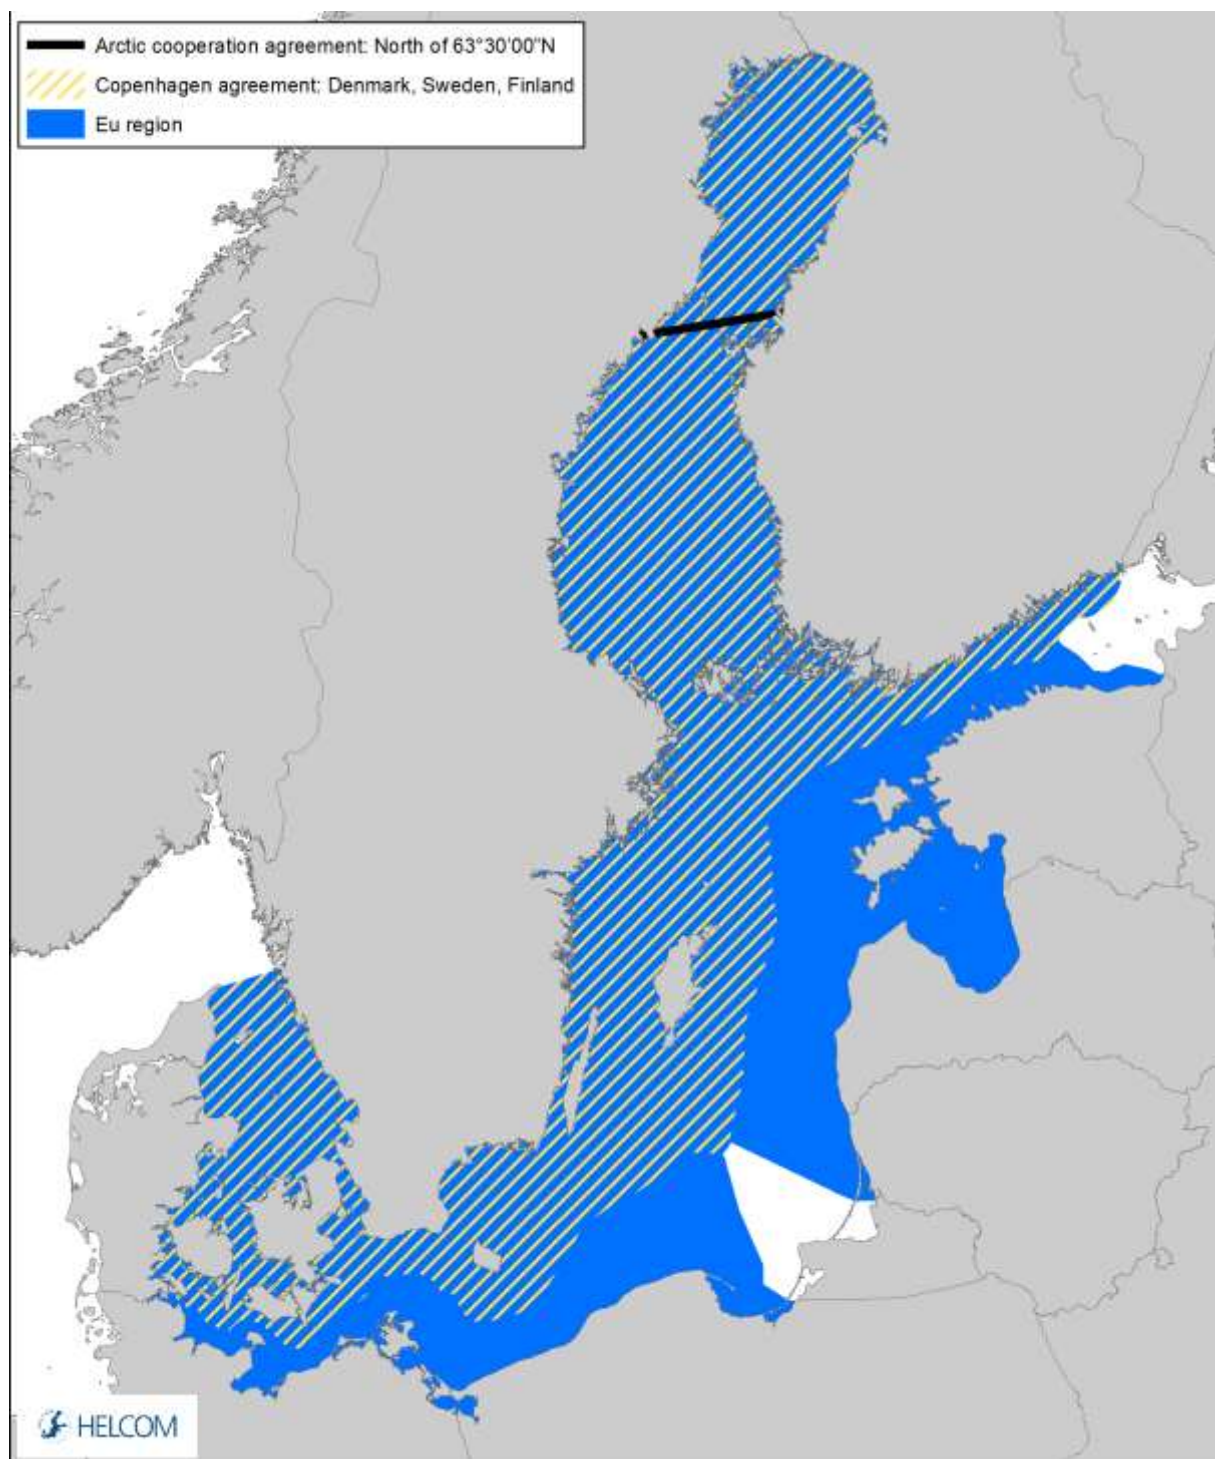 Arctic cooperation agreement: North of 63°30'00"N
Copenhagen agreement: Denmark, Sweden, Finland
Eu region
HELCOM